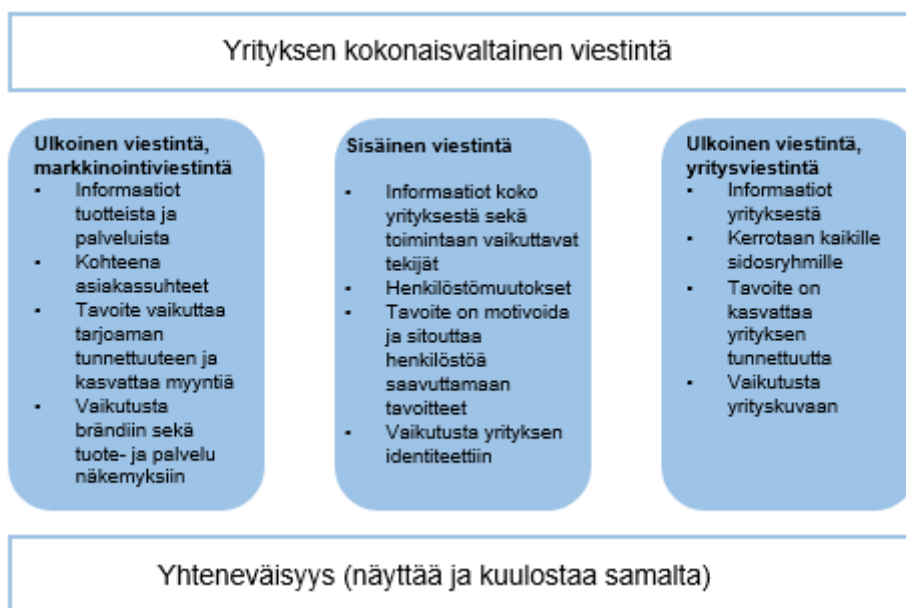 Yrityksen kokonaisvaltainen viestintä
Ulkoinen viestintä,
markkinointiviestintä
▪ Informaatiot
tuotteista ja
palveluista
▪ Kohteena
asiakassuhteet
▪ Tavoite vaikuttaa
tarjoaman
tunnettuuteen ja
kasvattaa myyntiä
▪ Vaikutusta
brändiin sekä
tuote- ja palvelu
näkemyksiin
Sisäinen viestintä
▪ Informaatiot koko
yrityksestä sekä
toimintaan vaikuttavat
tekijät
▪ Henkilöstömuutokset
▪ Tavoite on motivoida
ja sitouttaa
henkilöstöä
saavuttamaan
tavoitteet
▪ Vaikutusta yrityksen
identiteettiin
Ulkoinen viestintä,
yritysviestintä
▪ Informaatiot
yrityksestä
▪ Kerrotaan kaikille
sidosryhmille
▪ Tavoite on
kasvattaa
yrityksen
tunnettuutta
▪ Vaikutusta
yrityskuvaan
Yhteneväisyys (näyttää ja kuulostaa samalta)